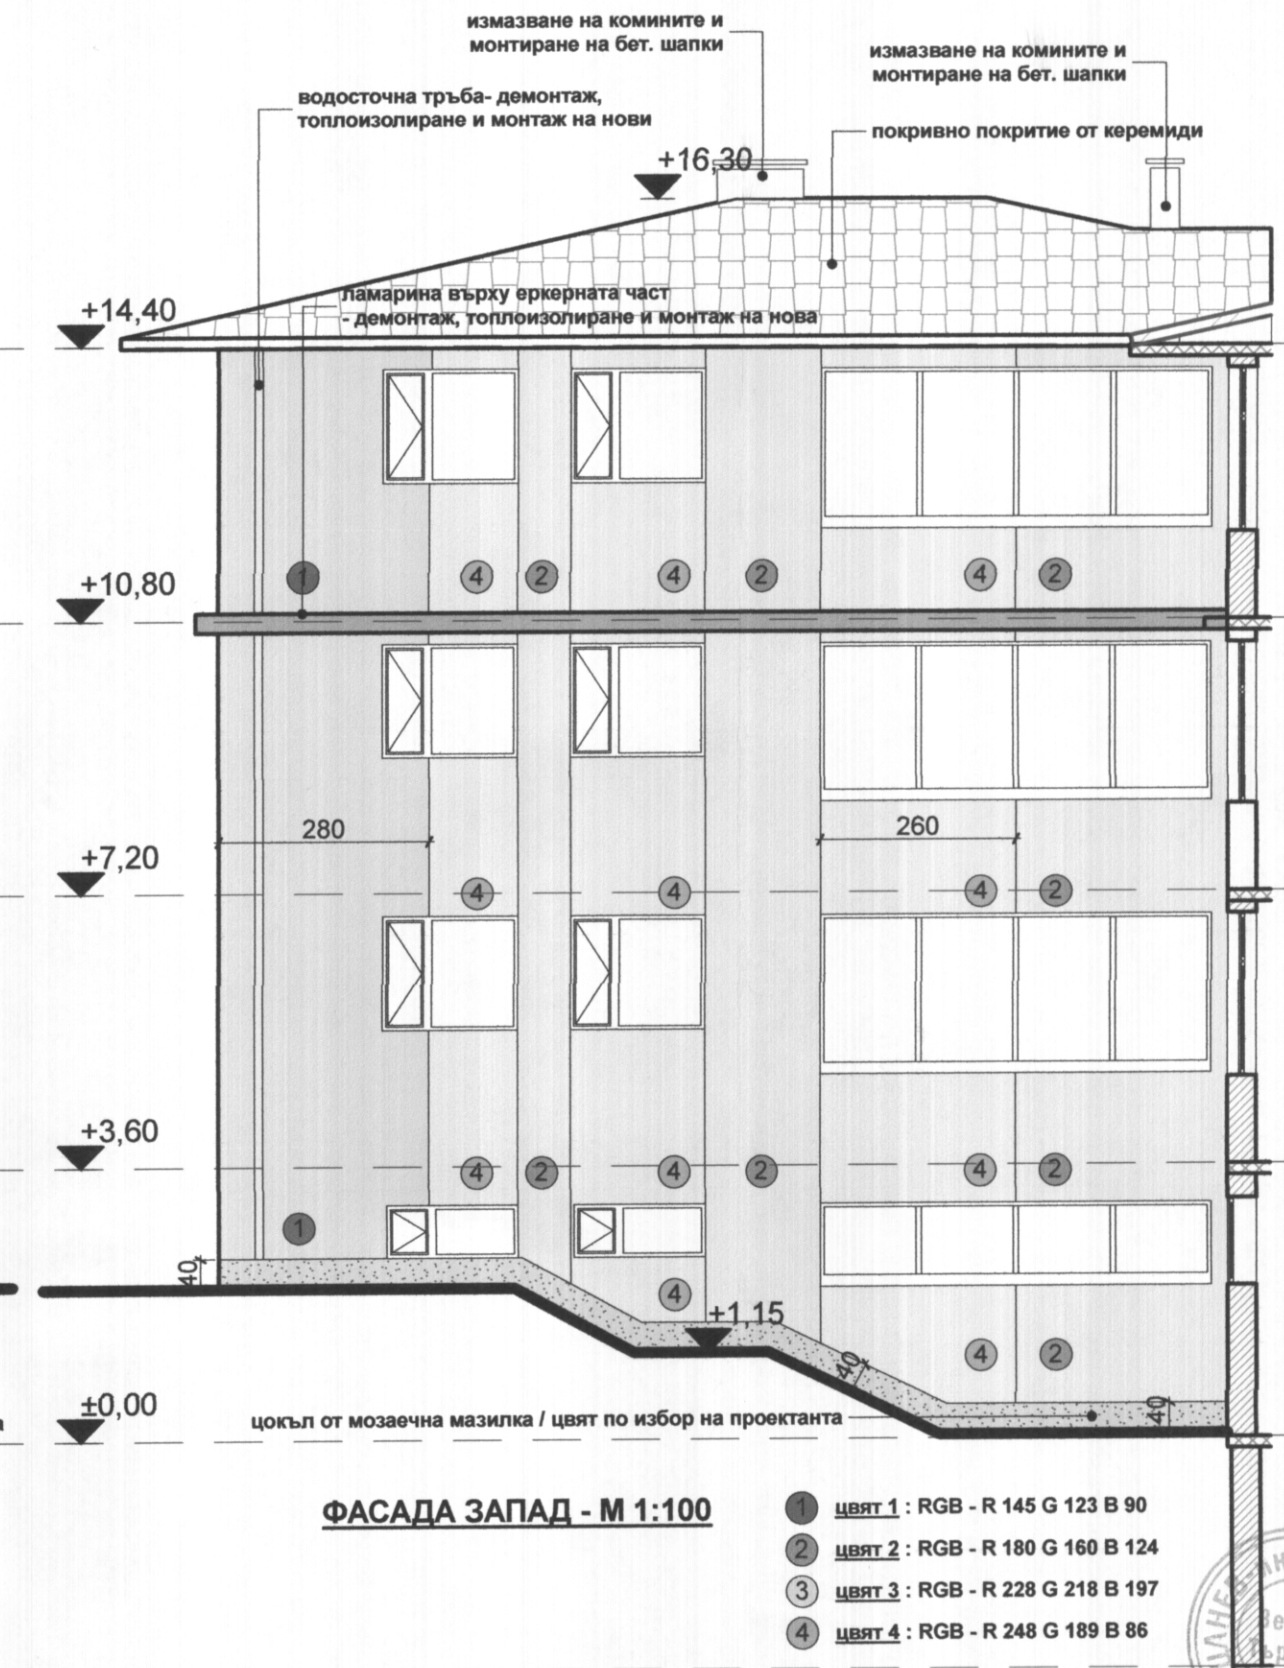 измазване на комините и
монтиране на бет. шапки
измазване на комините и
монтиране на бет. шапки
водосточна тръба- демонтаж,
топлоизолиране и монтаж на нови
покривно покритие от керемиди
+16,30
+14,40
ламарина върху еркерната част
- демонтаж, топлоизолиране и монтаж на нова
+10,80
1
4
2
4
2
4
2
280
260
+7,20
4
4
4
2
+3,60
4
2
4
2
4
2
1
40
4
+1,15
4
2
40
40
±0,00
а
цокъл от мозаечна мазилка / цвят по избор на проектанта
ФАСАДА ЗАПАД - М 1:100
1 цвят 1 : RGB - R 145 G 123 B 90
2 цвят 2 : RGB - R 180 G 160 B 124
3 цвят 3 : RGB - R 228 G 218 B 197
4 цвят 4 : RGB - R 248 G 189 B 86